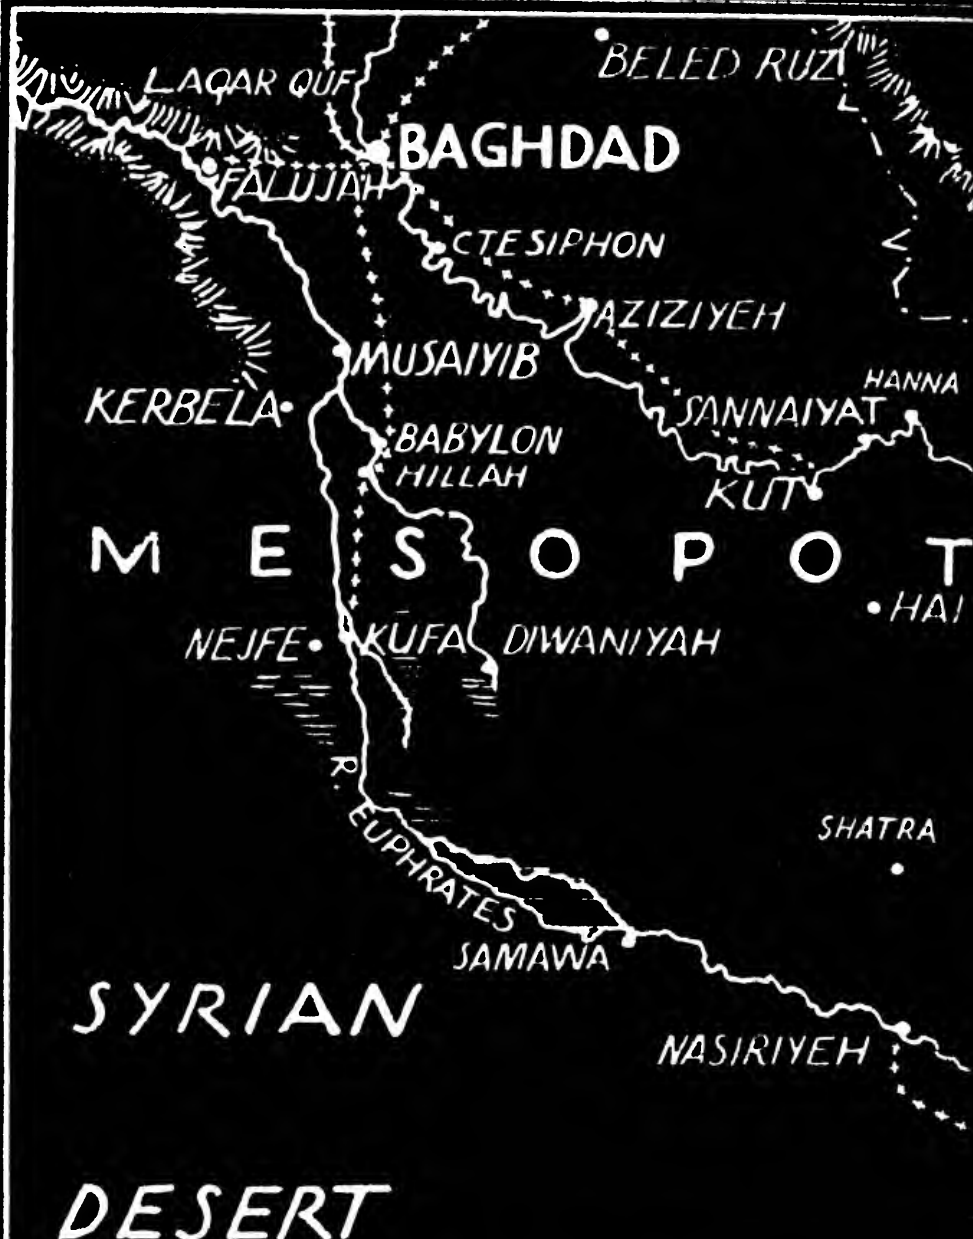 BELED RUZ
LAQAR QUF
BAGHDAD
FALUJAH
CTESIPHON
AZIZIYEH
MUSAIYIB
HANNA
KERBELA
SANNAIYAT
BABYLON
HILLAH
KUT
MESOPOT
HAI
NEJFE
KUFA
DIWANIYAH
R. EUPHRATES
SHATRA
SAMAWA
SYRIAN
NASIRIYEH
DESERT